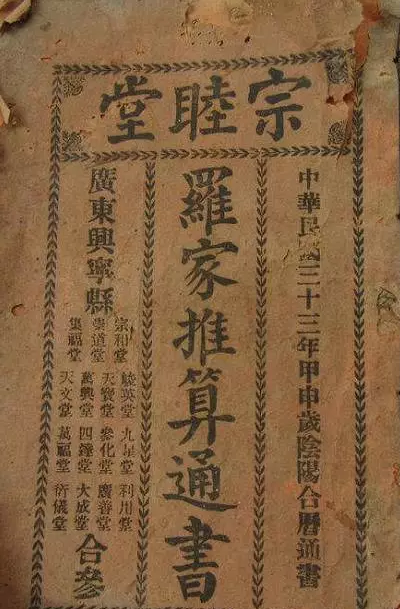 宗睦堂
中華民國三十三年甲申歲陰陽合曆通書
羅家推算通書
廣東興寧縣
宗和堂
崇道堂
集福堂
英堂
天寶堂
萬興堂
天文堂
九星堂
參化堂
四鐘堂
萬福堂
利用堂
廣善堂
大成堂
衍儀堂
合參